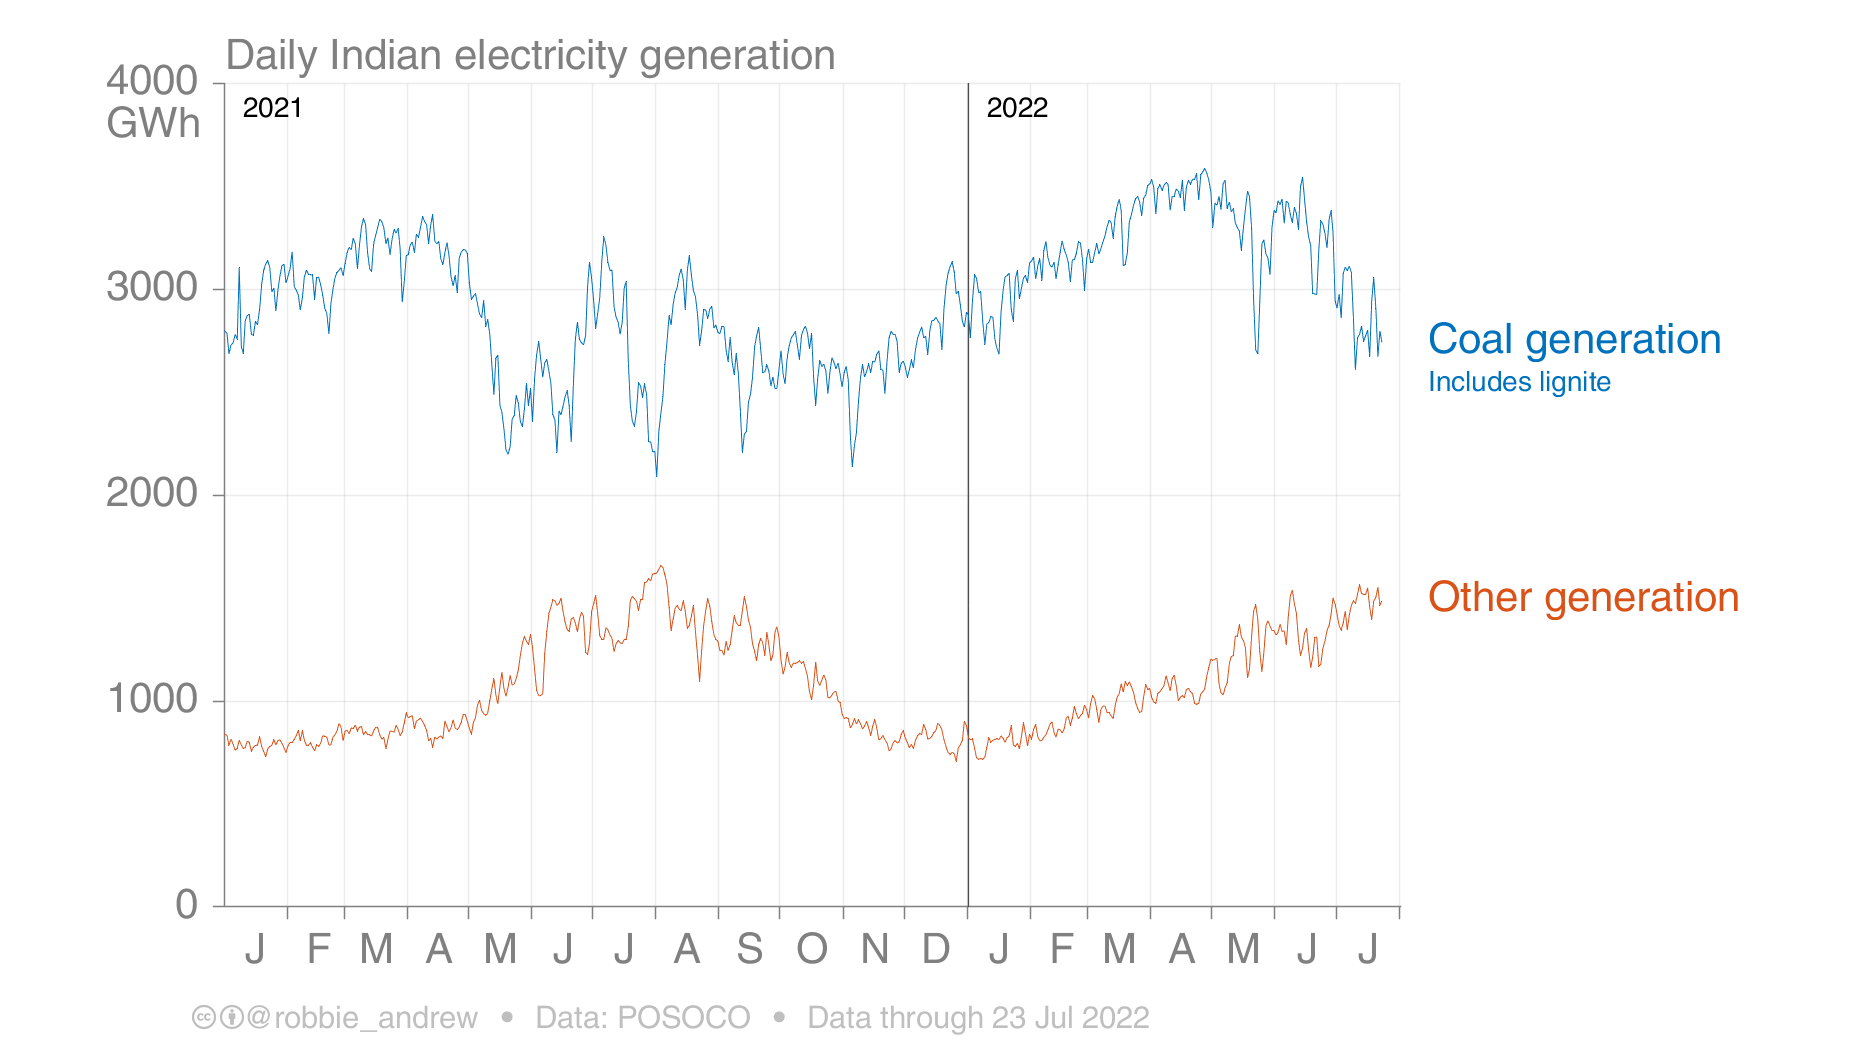 Daily Indian electricity generation
4000
GWh
2021
2022
3000
Coal generation
Includes lignite
2000
Other generation
1000
0
J F M A M J J A S O N D J F M A M J J
@robbie_andrew • Data: POSOCO • Data through 23 Jul 2022